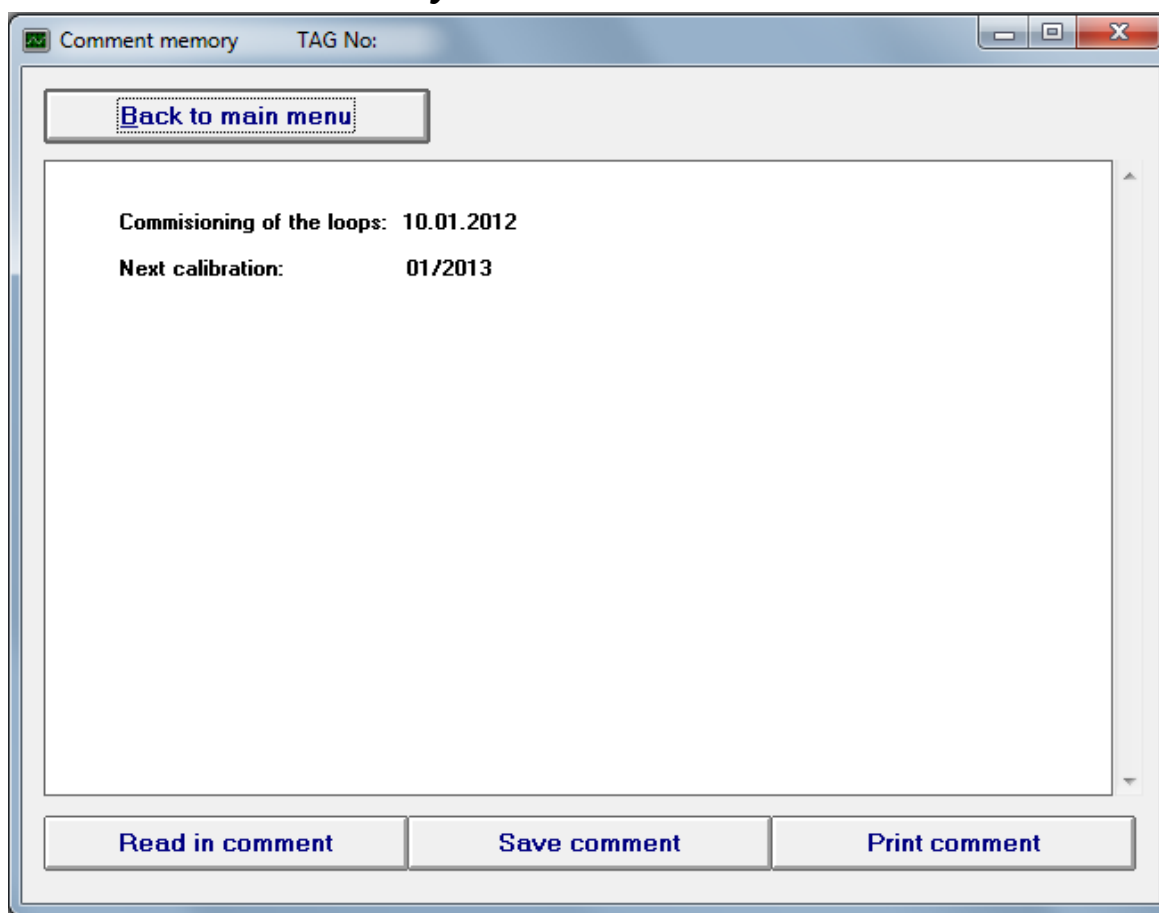 Comment memory TAG No:
Back to main menu
Commisioning of the loops: 10.01.2012
Next calibration: 01/2013
Read in comment Save comment Print comment